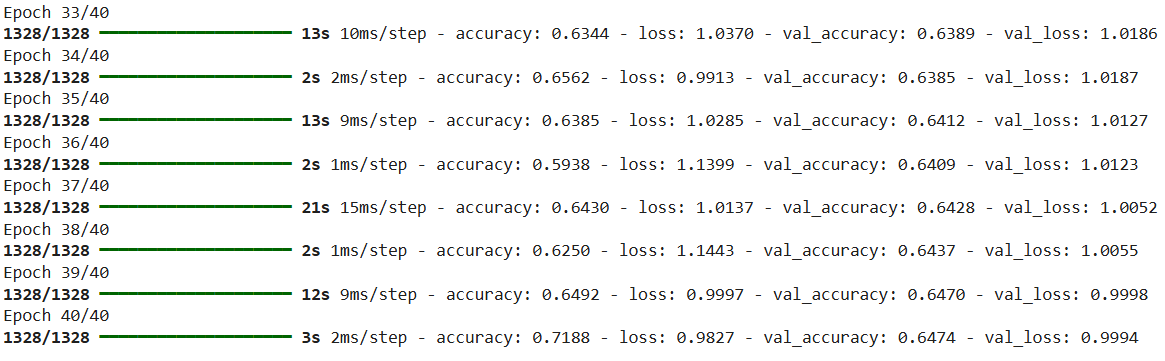 Epoch 33/40
1328/1328 ━━━━━━━━━━━━━━━━━━━━ 13s 10ms/step - accuracy: 0.6344 - loss: 1.0370 - val_accuracy: 0.6389 - val_loss: 1.0186
Epoch 34/40
1328/1328 ━━━━━━━━━━━━━━━━━━━━ 2s 2ms/step - accuracy: 0.6562 - loss: 0.9913 - val_accuracy: 0.6385 - val_loss: 1.0187
Epoch 35/40
1328/1328 ━━━━━━━━━━━━━━━━━━━━ 13s 9ms/step - accuracy: 0.6385 - loss: 1.0285 - val_accuracy: 0.6412 - val_loss: 1.0127
Epoch 36/40
1328/1328 ━━━━━━━━━━━━━━━━━━━━ 2s 1ms/step - accuracy: 0.5938 - loss: 1.1399 - val_accuracy: 0.6409 - val_loss: 1.0123
Epoch 37/40
1328/1328 ━━━━━━━━━━━━━━━━━━━━ 21s 15ms/step - accuracy: 0.6430 - loss: 1.0137 - val_accuracy: 0.6428 - val_loss: 1.0052
Epoch 38/40
1328/1328 ━━━━━━━━━━━━━━━━━━━━ 2s 1ms/step - accuracy: 0.6250 - loss: 1.1443 - val_accuracy: 0.6437 - val_loss: 1.0055
Epoch 39/40
1328/1328 ━━━━━━━━━━━━━━━━━━━━ 12s 9ms/step - accuracy: 0.6492 - loss: 0.9997 - val_accuracy: 0.6470 - val_loss: 0.9998
Epoch 40/40
1328/1328 ━━━━━━━━━━━━━━━━━━━━ 3s 2ms/step - accuracy: 0.7188 - loss: 0.9827 - val_accuracy: 0.6474 - val_loss: 0.9994